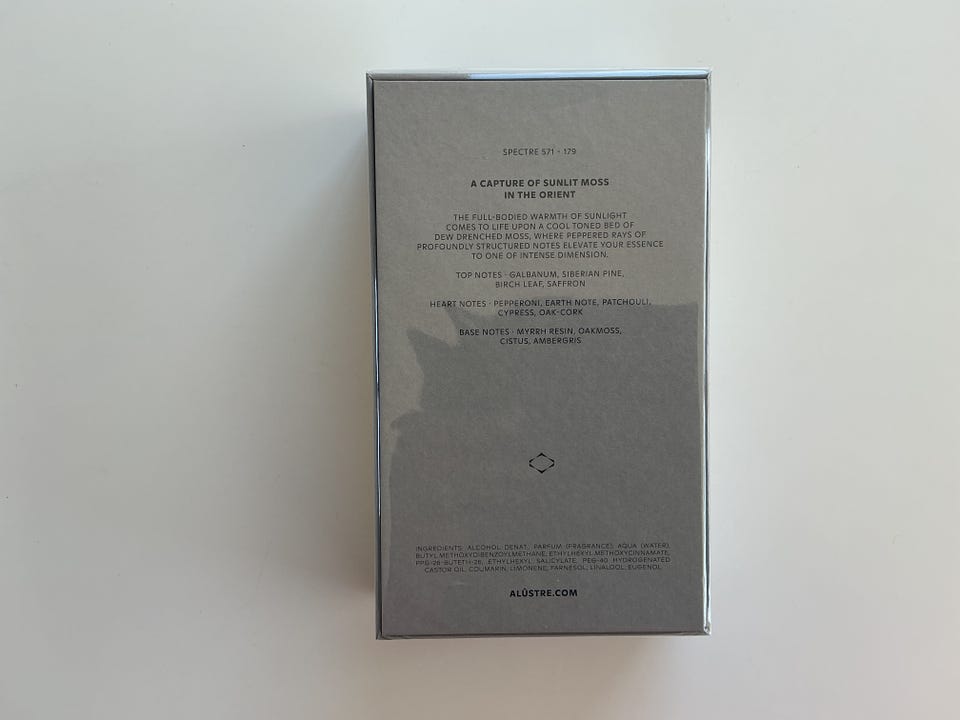 SPECTRE 571 - 179
A CAPTURE OF SUNLIT MOSS
IN THE ORIENT
THE FULL-BODIED WARMTH OF SUNLIGHT
COMES TO LIFE UPON A COOL TONED BED OF
DEW DRENCHED MOSS, WHERE PEPPERED RAYS OF
PROFOUNDLY STRUCTURED NOTES ELEVATE YOUR ESSENCE
TO ONE OF INTENSE DIMENSION.
TOP NOTES - GALBANUM, SIBERIAN PINE,
BIRCH LEAF, SAFFRON
HEART NOTES - PEPPERONI, EARTH NOTE, PATCHOULI,
CYPRESS, OAK-CORK
BASE NOTES - MYRRH RESIN, OAKMOSS,
CISTUS, AMBERGRIS
INGREDIENTS: ALCOHOL DENAT., PARFUM (FRAGRANCE), AQUA (WATER),
BUTYL METHOXYDIBENZOYLMETHANE, ETHYLHEXYL METHOXYCINNAMATE,
PPG-26-BUTETH-26, ETHYLHEXYL SALICYLATE, PEG-40 HYDROGENATED
CASTOR OIL, COUMARIN, LIMONENE, FARNESOL, LINALOOL, EUGENOL.
ALÛSTRE.COM